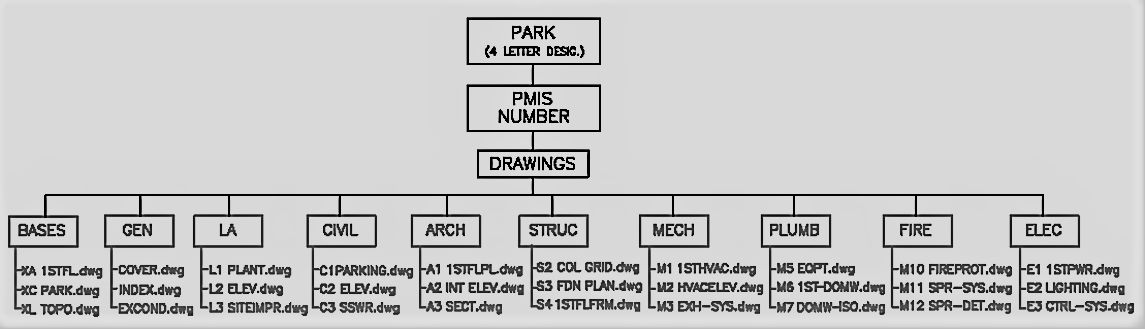 PARK
(4 LETTER DESIG.)
PMIS
NUMBER
DRAWINGS
BASES
XA 1STFL.dwg
XC PARK.dwg
XL TOPO.dwg
GEN
COVER.dwg
INDEX.dwg
EXCOND.dwg
LA
L1 PLANT.dwg
L2 ELEV.dwg
L3 SITEIMPR.dwg
CIVIL
C1PARKING.dwg
C2 ELEV.dwg
C3 SSWR.dwg
ARCH
A1 1STFLPL.dwg
A2 INT ELEV.dwg
A3 SECT.dwg
STRUC
S2 COL GRID.dwg
S3 FDN PLAN.dwg
S4 1STFLFRM.dwg
MECH
M1 1STHVAC.dwg
M2 HVACELEV.dwg
M3 EXH-SYS.dwg
PLUMB
M5 EQPT.dwg
M6 1ST-DOMW.dwg
M7 DOMW-ISO.dwg
FIRE
M10 FIREPROT.dwg
M11 SPR-SYS.dwg
M12 SPR-DET.dwg
ELEC
E1 1STPWR.dwg
E2 LIGHTING.dwg
E3 CTRL-SYS.dwg